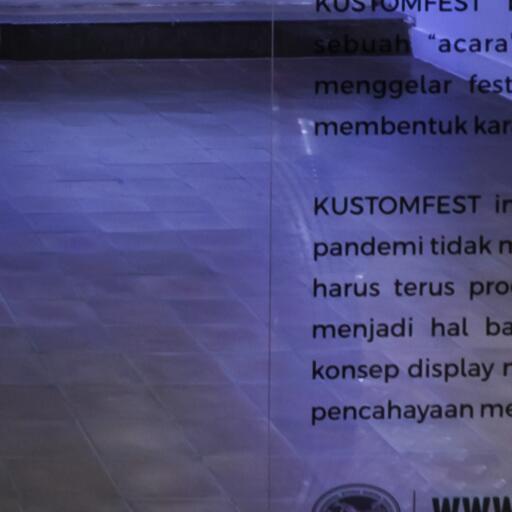 KUSTOMFEST
sebuah "acara"
menggelar fest
membentuk kar
KUSTOMFEST in
pandemi tidak m
harus terus pro
menjadi hal ba
konsep display m
pencahayaan me
WWW